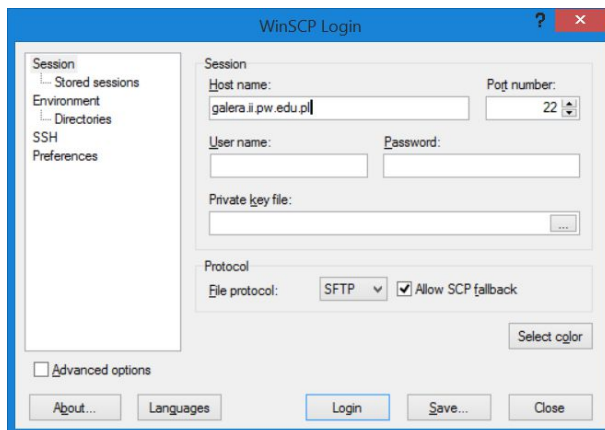 WinSCP Login
?
Session
Stored sessions
Environment
Directories
SSH
Preferences
Session
Host name:
Port number:
galera.ii.pw.edu.pl
22
User name:
Password:
Private key file:
...
Protocol
File protocol:
SFTP
Allow SCP fallback
Select color
Advanced options
About...
Languages
Login
Save...
Close